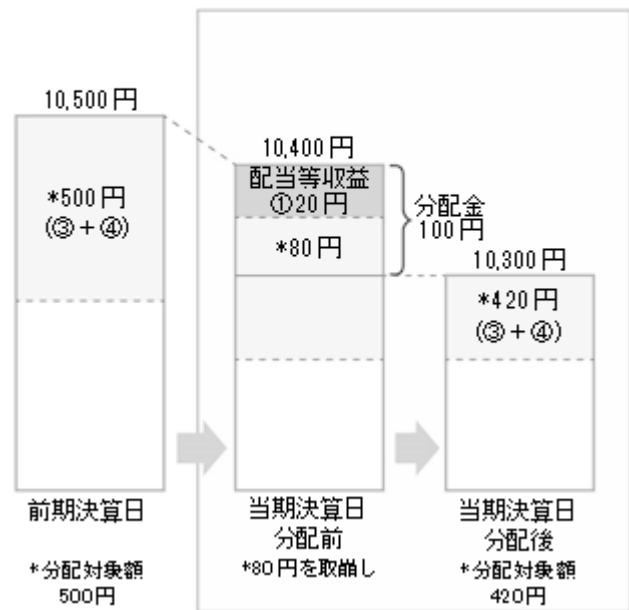 10,500円
*500円
(③+④)
前期決算日
*分配対象額
500円
10,400円
配当等収益
①20円
*80円
分配金
100円
当期決算日
分配前
*80円を取崩し
10,300円
*420円
(③+④)
当期決算日
分配後
*分配対象額
420円